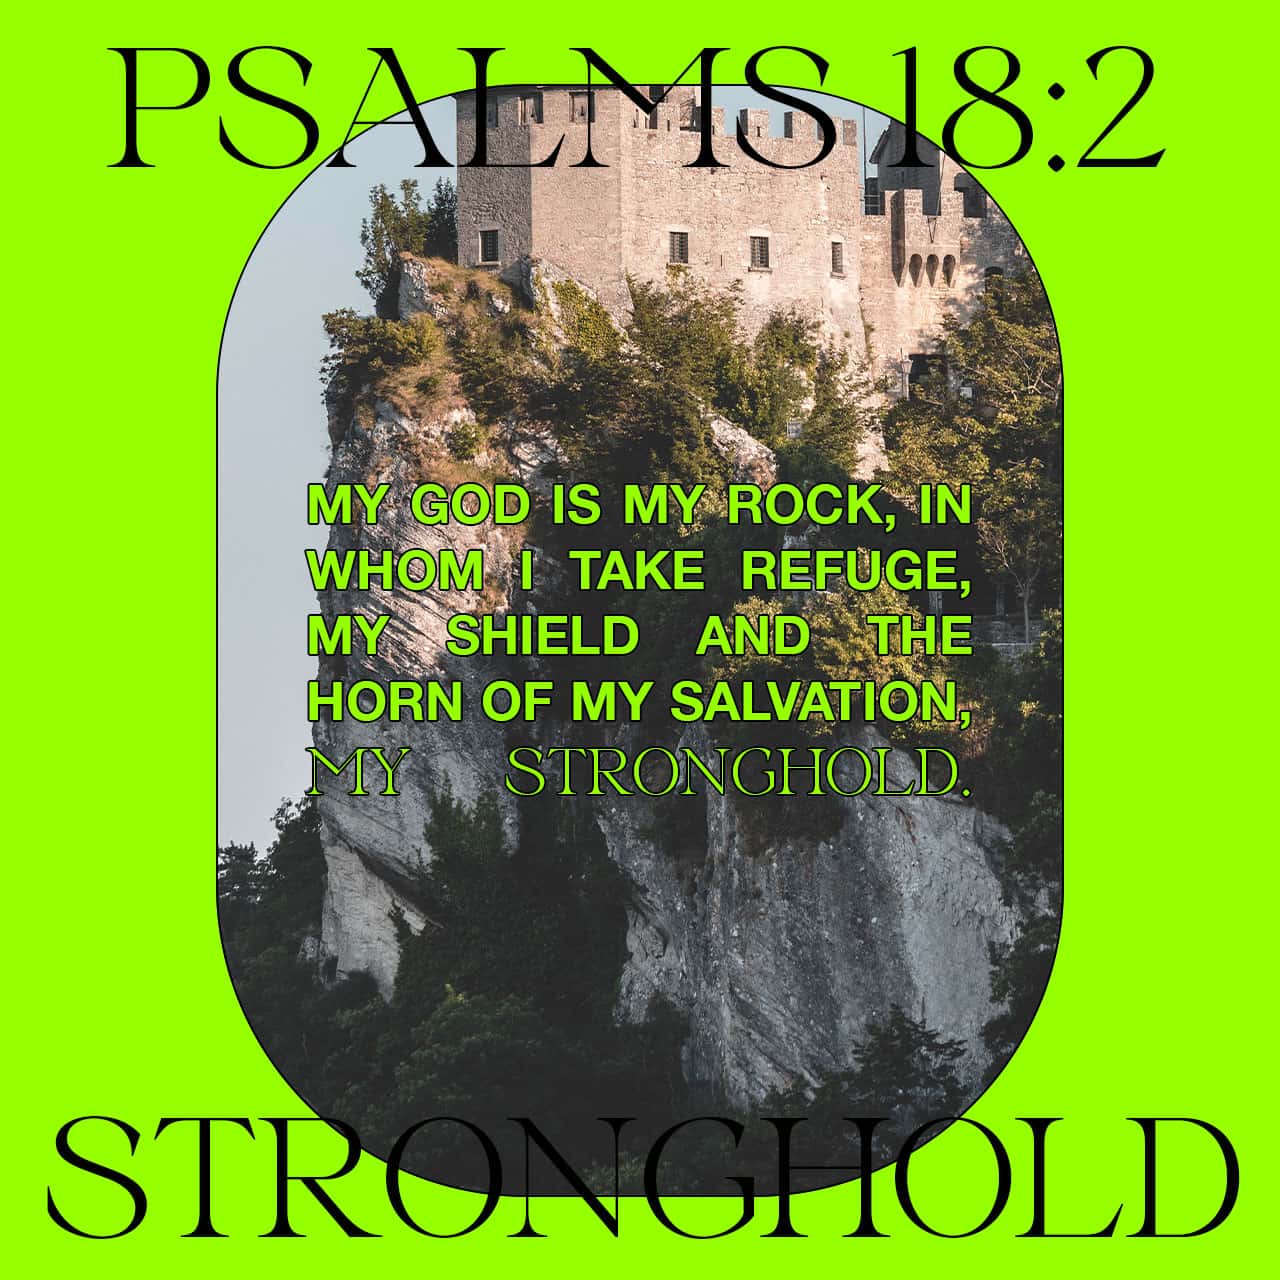 PSALMS 18:2
MY GOD IS MY ROCK, IN
WHOM I TAKE REFUGE,
MY SHIELD AND THE
HORN OF MY SALVATION,
MY STRONGHOLD.
STRONGHOLD